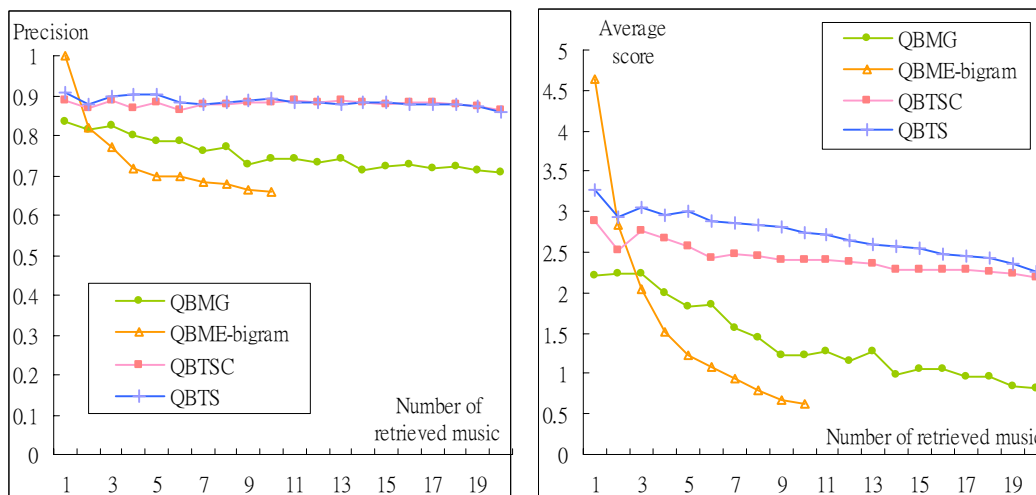 Precision
1
0.9
0.8
0.7
0.6
0.5
0.4
0.3
0.2
0.1
0
QBMG
QBME-bigram
QBTSC
QBTS
Number of
retrieved music
1 3 5 7 9 11 13 15 17 19
Average
score
5
4.5
4
3.5
3
2.5
2
1.5
1
0.5
0
QBMG
QBME-bigram
QBTSC
QBTS
Number of retrieved music
1 3 5 7 9 11 13 15 17 19